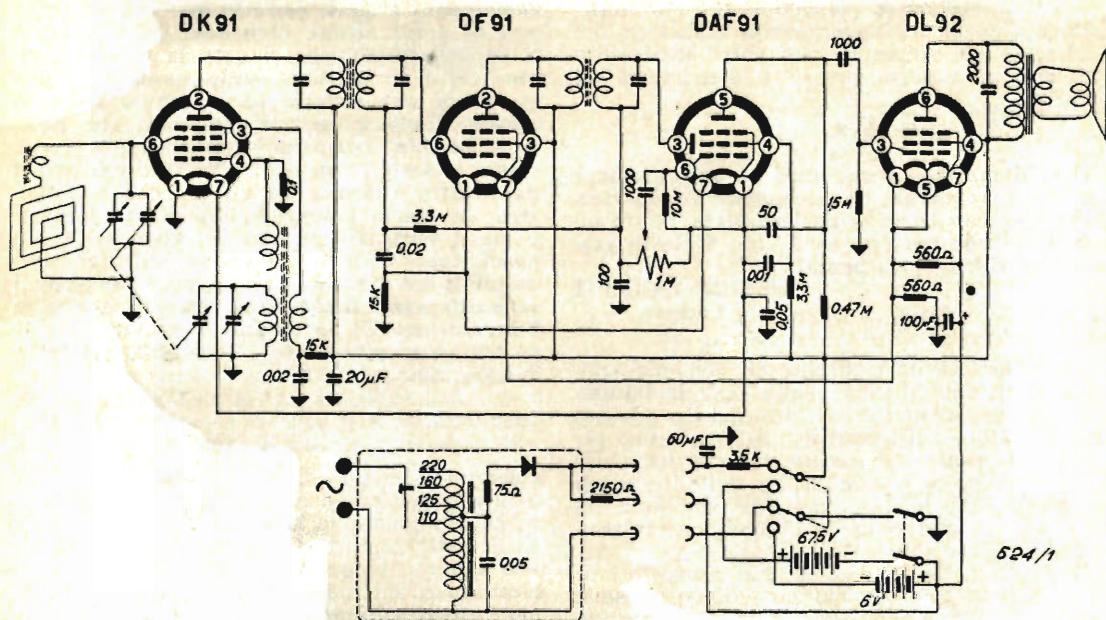 DK91 DF91 DAF91 DL92
1000
2000
2 2 5 6
6 3 4 6 3 3 6 4 3 4
1 7 1 7 7 1 1 5 7
0,1
3.3 M
0,02
15K
1000
10M
50
15M
100
1M
0,01
3,3M
0,05
0.47M
560Ω
560Ω
100µF +
15K
0,02 20µF
60µF
3,5 K
220
160
125
110
75Ω
0,05
2150Ω
+ 67,5V -
- 6V +
524/1